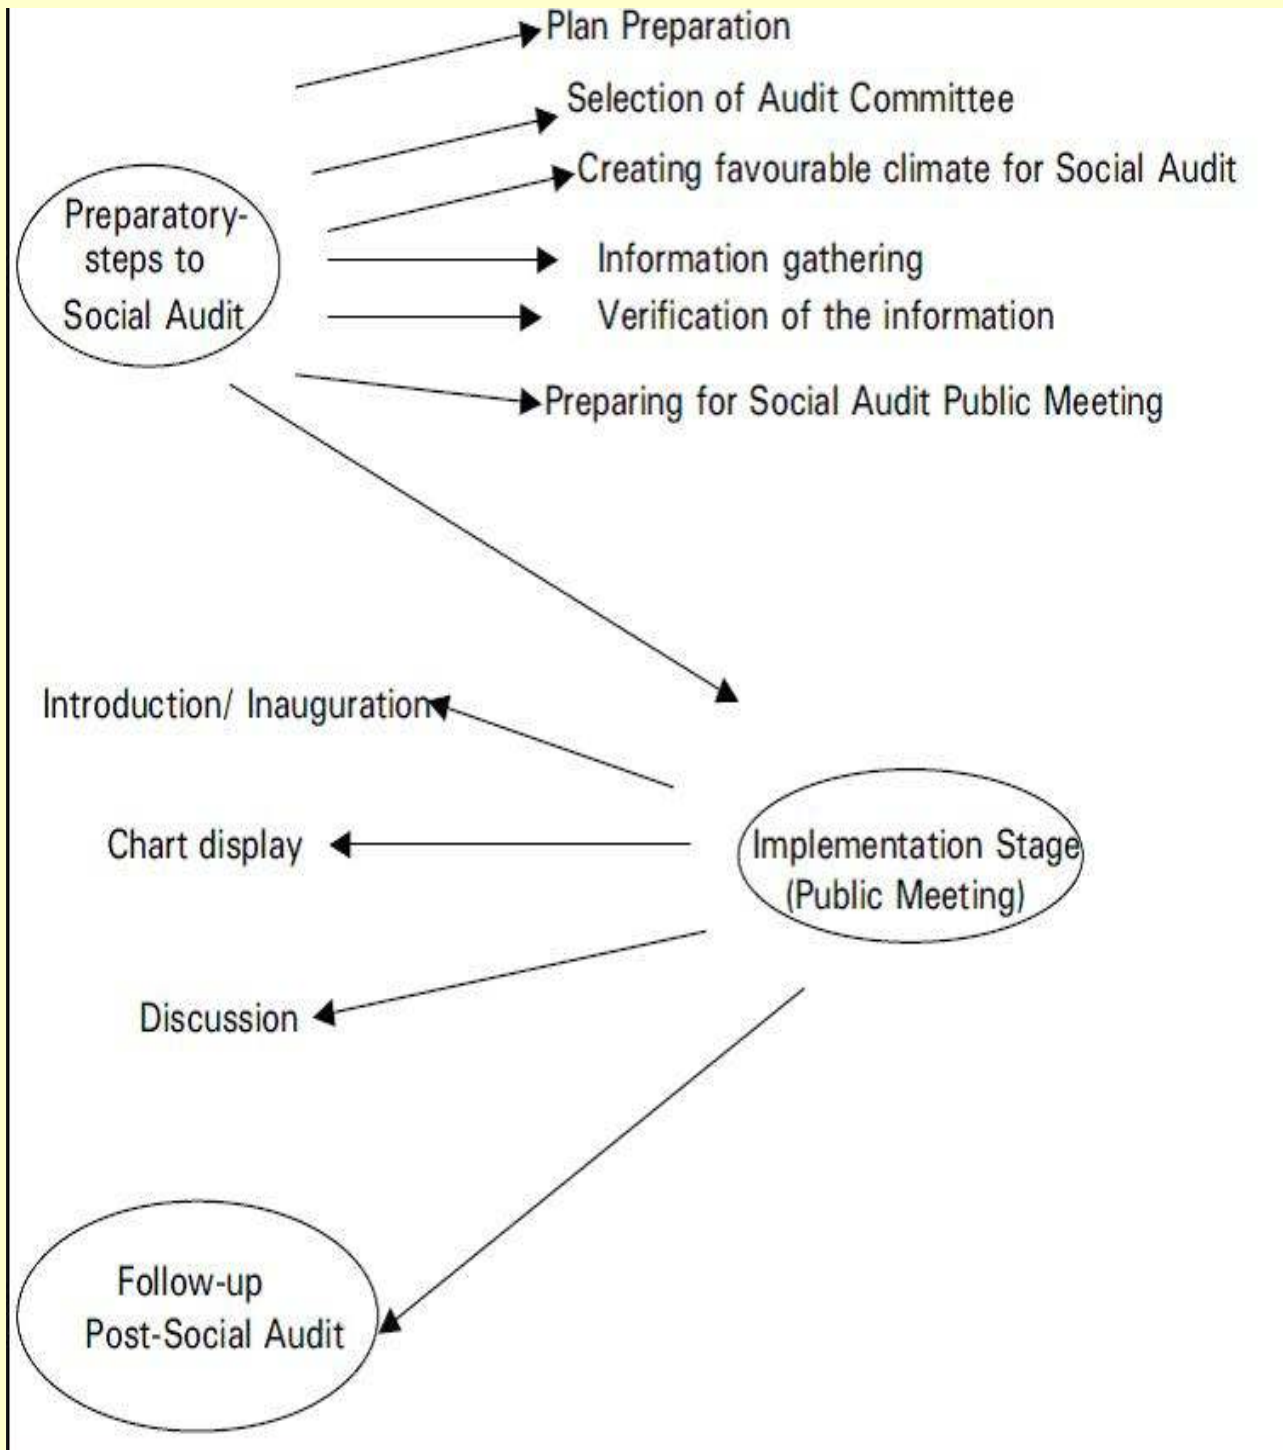 Plan Preparation
Selection of Audit Committee
Creating favourable climate for Social Audit
Preparatory-
steps to
Social Audit
Information gathering
Verification of the information
Preparing for Social Audit Public Meeting
Introduction/ Inauguration
Chart display
Implementation Stage
(Public Meeting)
Discussion
Follow-up
Post-Social Audit